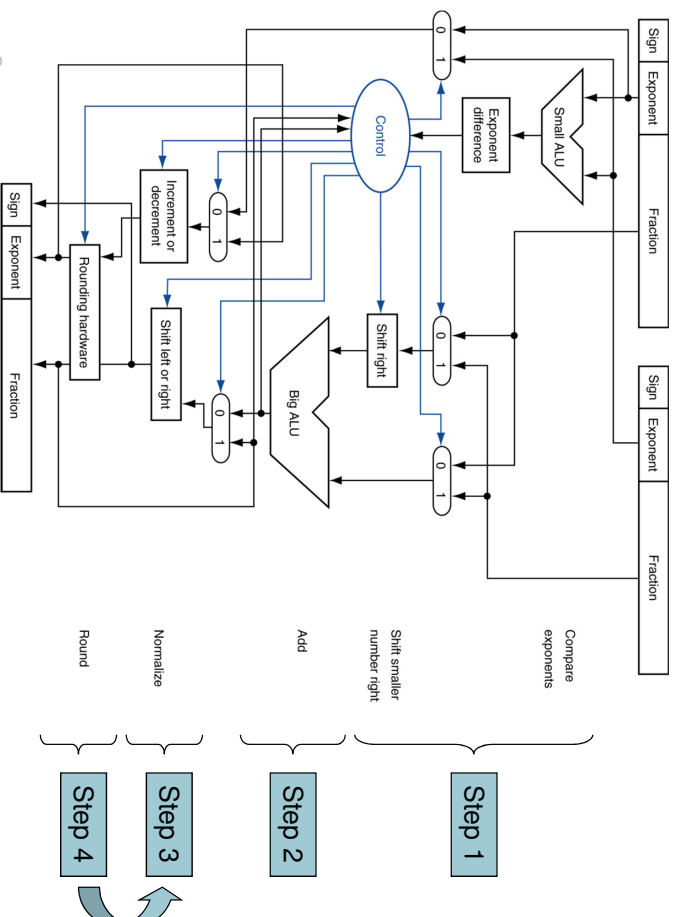 Sign Exponent Fraction
Sign Exponent Fraction
Small ALU
Compare
exponents
Exponent
difference
0 1
Control
0 1
0 1
Shift right
Shift smaller
number right
Step 1
Big ALU
Add
Step 2
0 1
0 1
Increment or
decrement
Shift left or right
Normalize
Step 3
Rounding hardware
Round
Step 4
Sign Exponent Fraction